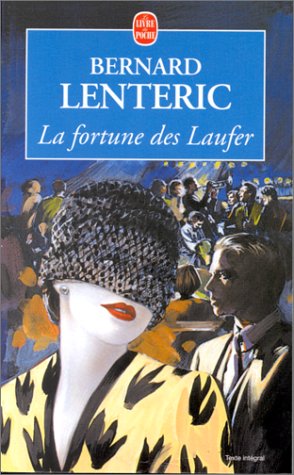 Le
LIVRE
de
POCHE
BERNARD
LENTERIC
La fortune des Laufer
Texte intégral